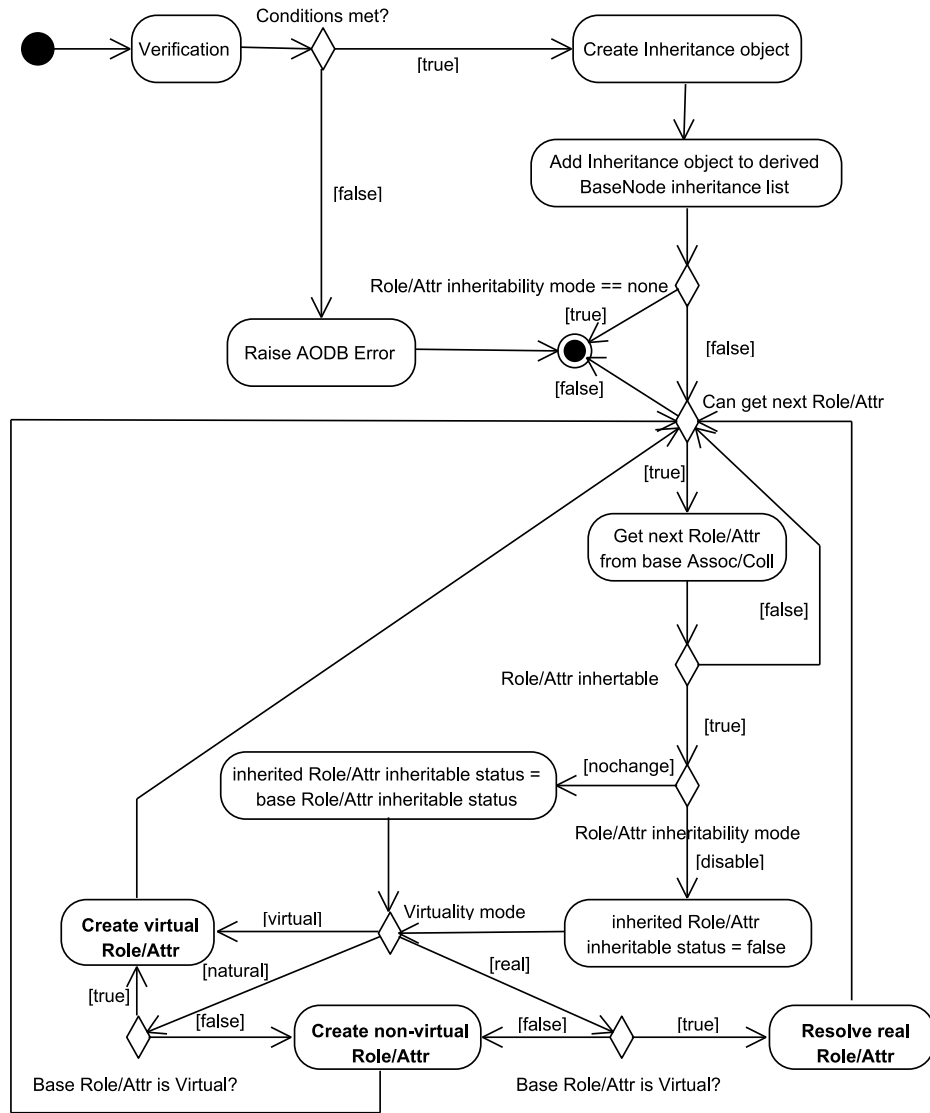 Conditions met?
Verification
Create Inheritance object
[true]
Add Inheritance object to derived
BaseNode inheritance list
[false]
Role/Attr inheritability mode == none
[true]
Raise AODB Error
[false]
[false]
Can get next Role/Attr
[true]
Get next Role/Attr
from base Assoc/Coll
[false]
Role/Attr inhertable
[true]
[nochange]
inherited Role/Attr inheritable status =
base Role/Attr inheritable status
Role/Attr inheritability mode
[disable]
Create virtual
Role/Attr
[virtual]
Virtuality mode
inherited Role/Attr
inheritable status = false
[natural]
[real]
[true]
[false]
Create non-virtual
Role/Attr
[false]
[true]
Resolve real
Role/Attr
Base Role/Attr is Virtual?
Base Role/Attr is Virtual?